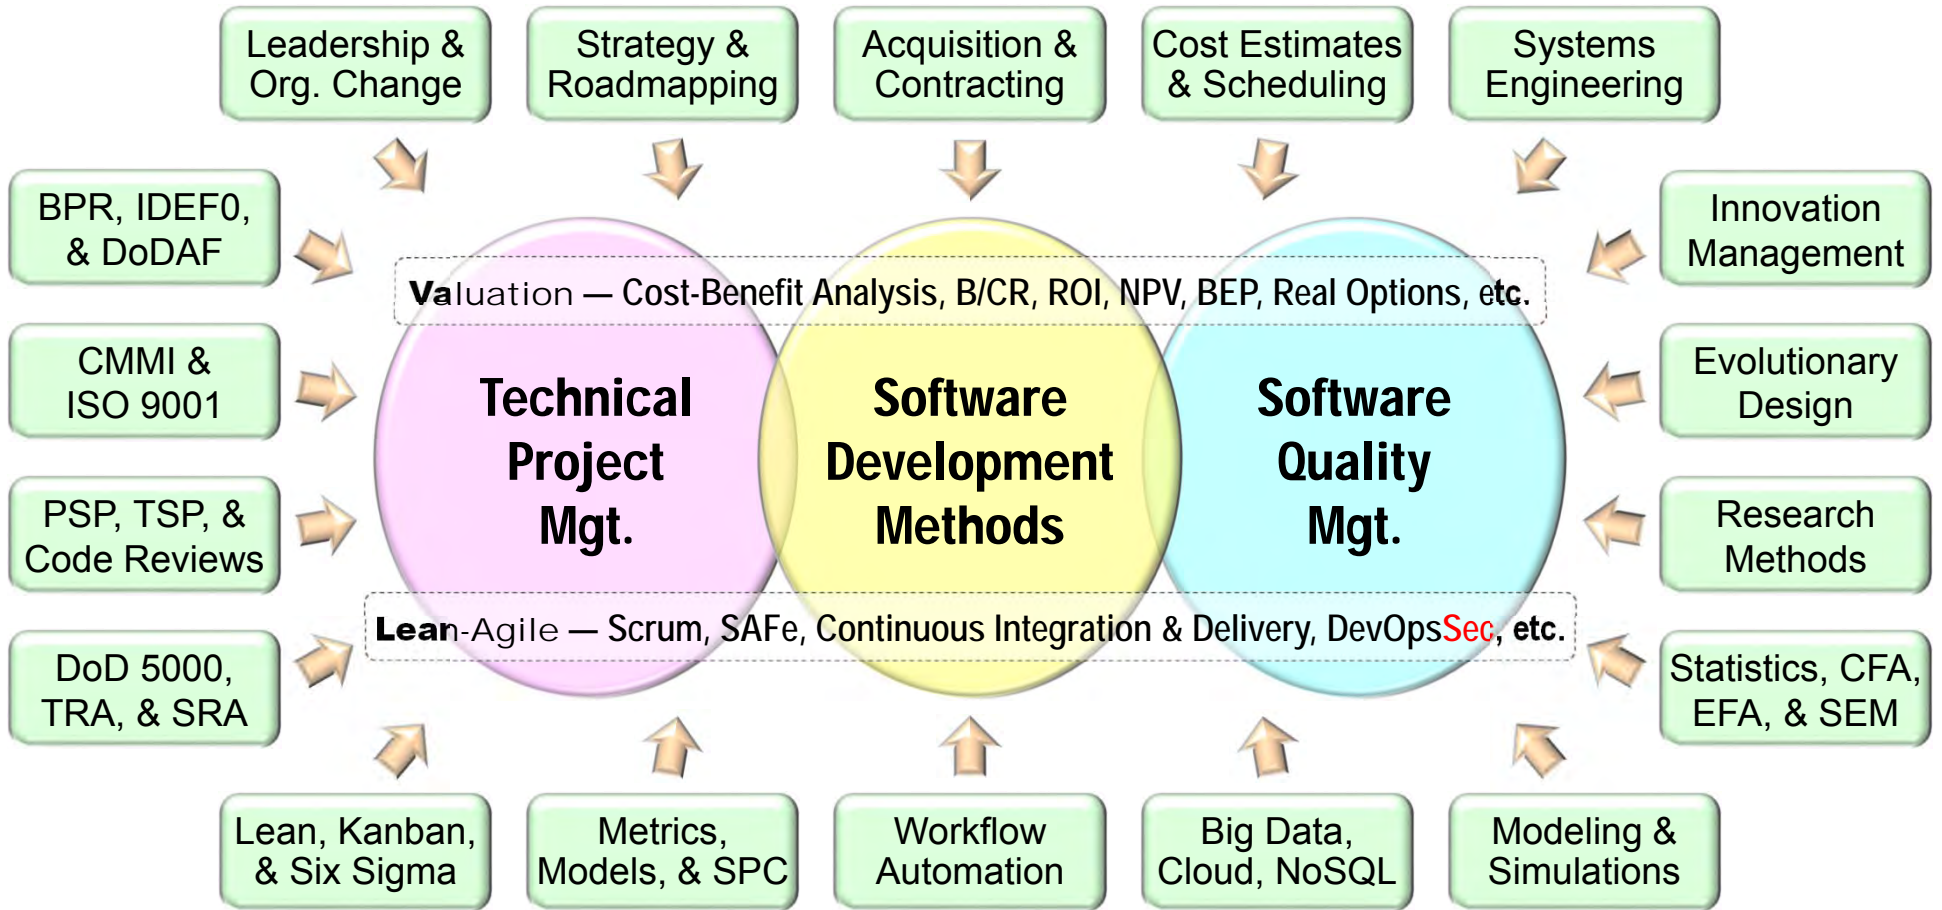 Leadership &
Org. Change
Strategy &
Roadmapping
Acquisition &
Contracting
Cost Estimates
& Scheduling
Systems
Engineering
BPR, IDEF0,
& DoDAF
CMMI &
ISO 9001
PSP, TSP, &
Code Reviews
DoD 5000,
TRA, & SRA
Valuation — Cost-Benefit Analysis, B/CR, ROI, NPV, BEP, Real Options, etc.
Technical
Project
Mgt.
Software
Development
Methods
Software
Quality
Mgt.
Lean-Agile — Scrum, SAFe, Continuous Integration & Delivery, DevOpsSec, etc.
Innovation
Management
Evolutionary
Design
Research
Methods
Statistics, CFA,
EFA, & SEM
Lean, Kanban,
& Six Sigma
Metrics,
Models, & SPC
Workflow
Automation
Big Data,
Cloud, NoSQL
Modeling &
Simulations